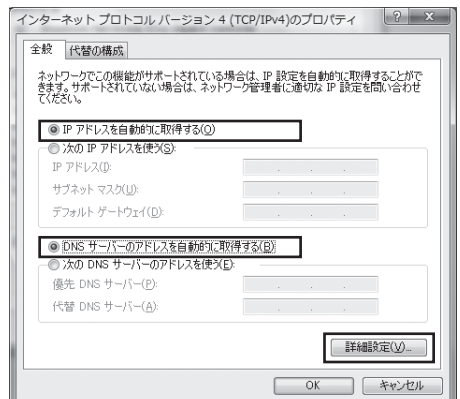 インターネット プロトコル バージョン 4 (TCP/IPv4)のプロパティ
全般 代替の構成
ネットワークでこの機能がサポートされている場合は、IP 設定を自動的に取得することがで
きます。サポートされていない場合は、ネットワーク管理者に適切な IP 設定を問い合わせ
てください。
IP アドレスを自動的に取得する(O)
次の IP アドレスを使う(S):
IP アドレス(I):
サブネット マスク(U):
デフォルト ゲートウェイ(D):
DNS サーバーのアドレスを自動的に取得する(B)
次の DNS サーバーのアドレスを使う(E):
優先 DNS サーバー(P):
代替 DNS サーバー(A):
詳細設定(V)...
OK キャンセル